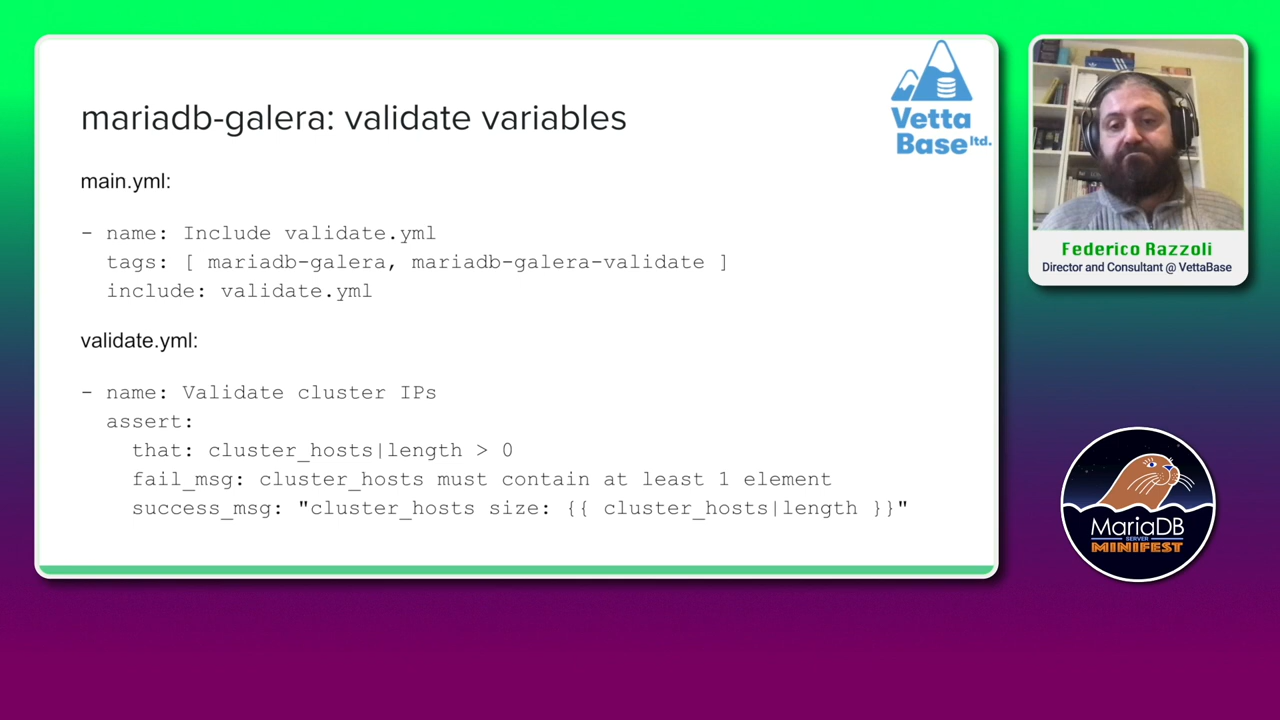 mariadb-galera: validate variables
Vetta
Base ltd.
main.yml:
- name: Include validate.yml
tags: [ mariadb-galera, mariadb-galera-validate ]
include: validate.yml
validate.yml:
- name: Validate cluster IPs
assert:
that: cluster_hosts|length > 0
fail_msg: cluster_hosts must contain at least 1 element
success_msg: "cluster_hosts size: {{ cluster_hosts|length }}"
Federico Razzoli
Director and Consultant @ VettaBase
MariaDB
SERVER
MINIFEST